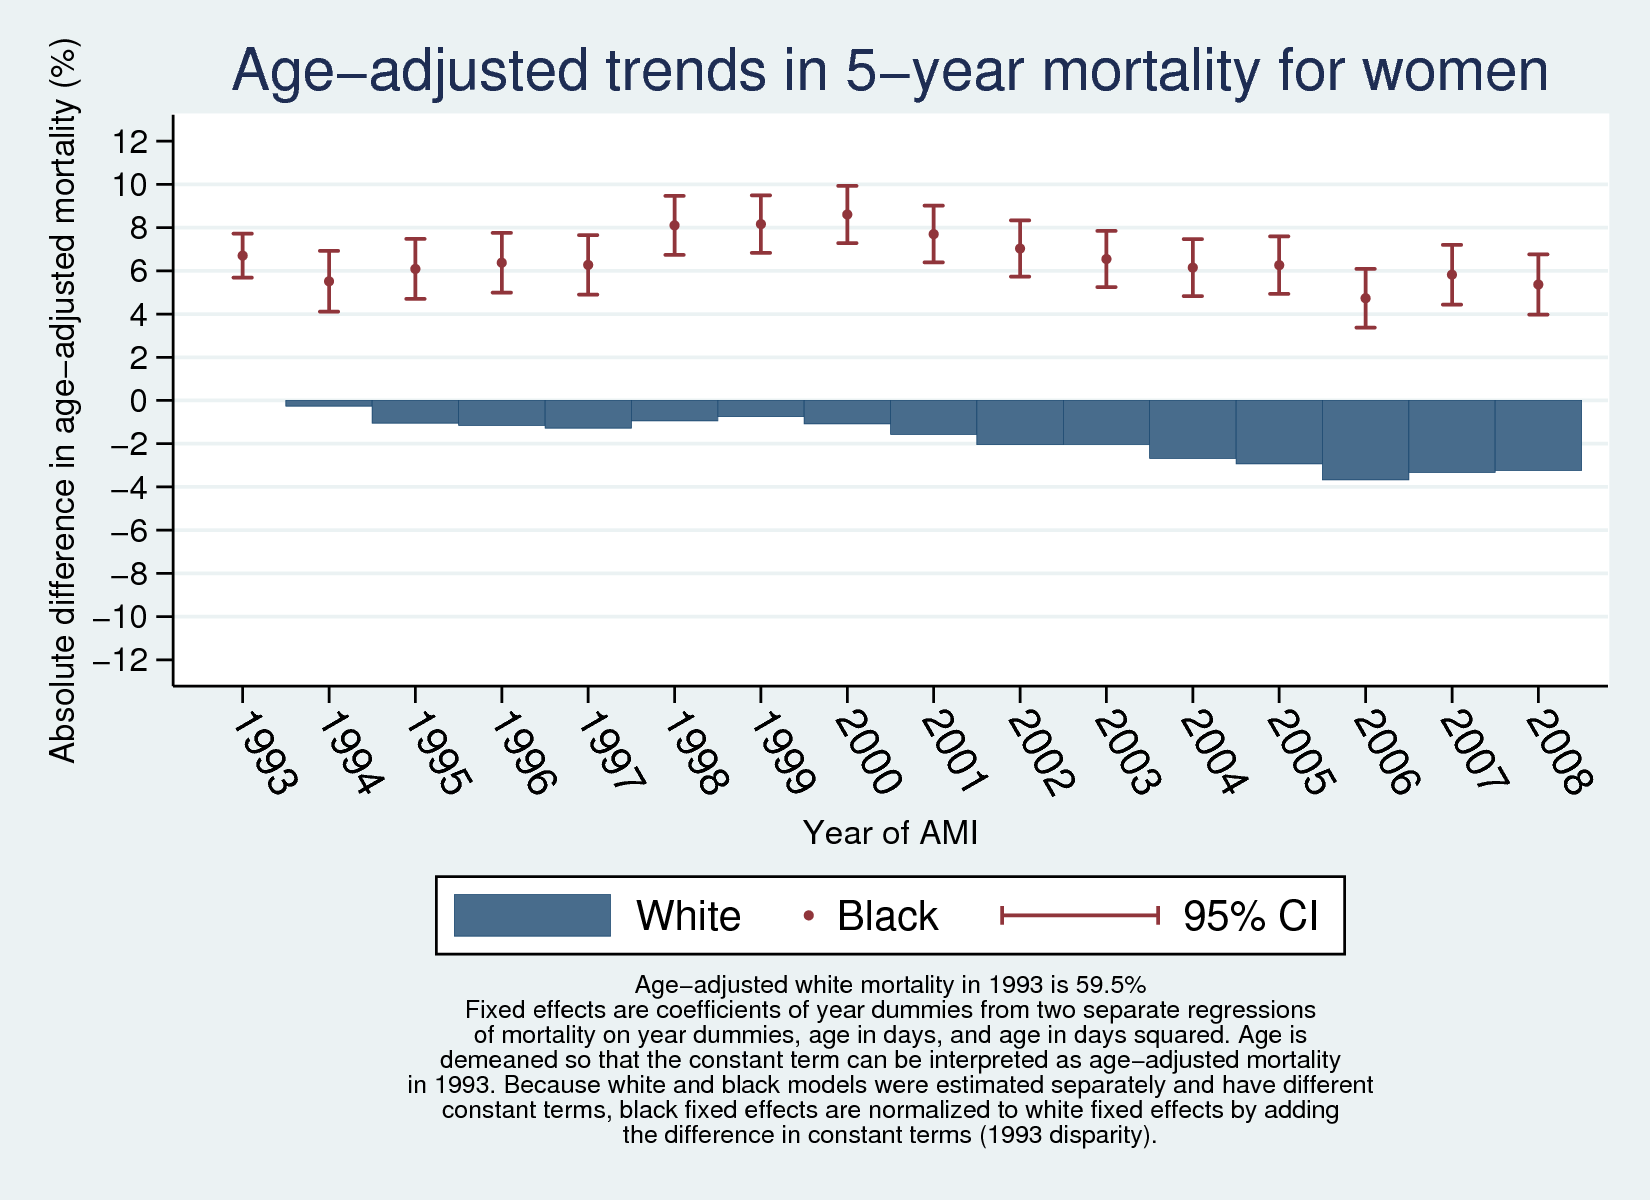 Age–adjusted trends in 5–year mortality for women
Absolute difference in age–adjusted mortality (%)
12
10
8
6
4
2
0
−2
−4
−6
−8
−10
−12
1993
1994
1995
1996
1997
1998
1999
2000
2001
2002
2003
2004
2005
2006
2007
2008
Year of AMI
White Black 95% CI
Age–adjusted white mortality in 1993 is 59.5%
Fixed effects are coefficients of year dummies from two separate regressions
of mortality on year dummies, age in days, and age in days squared. Age is
demeaned so that the constant term can be interpreted as age–adjusted mortality
in 1993. Because white and black models were estimated separately and have different
constant terms, black fixed effects are normalized to white fixed effects by adding
the difference in constant terms (1993 disparity).